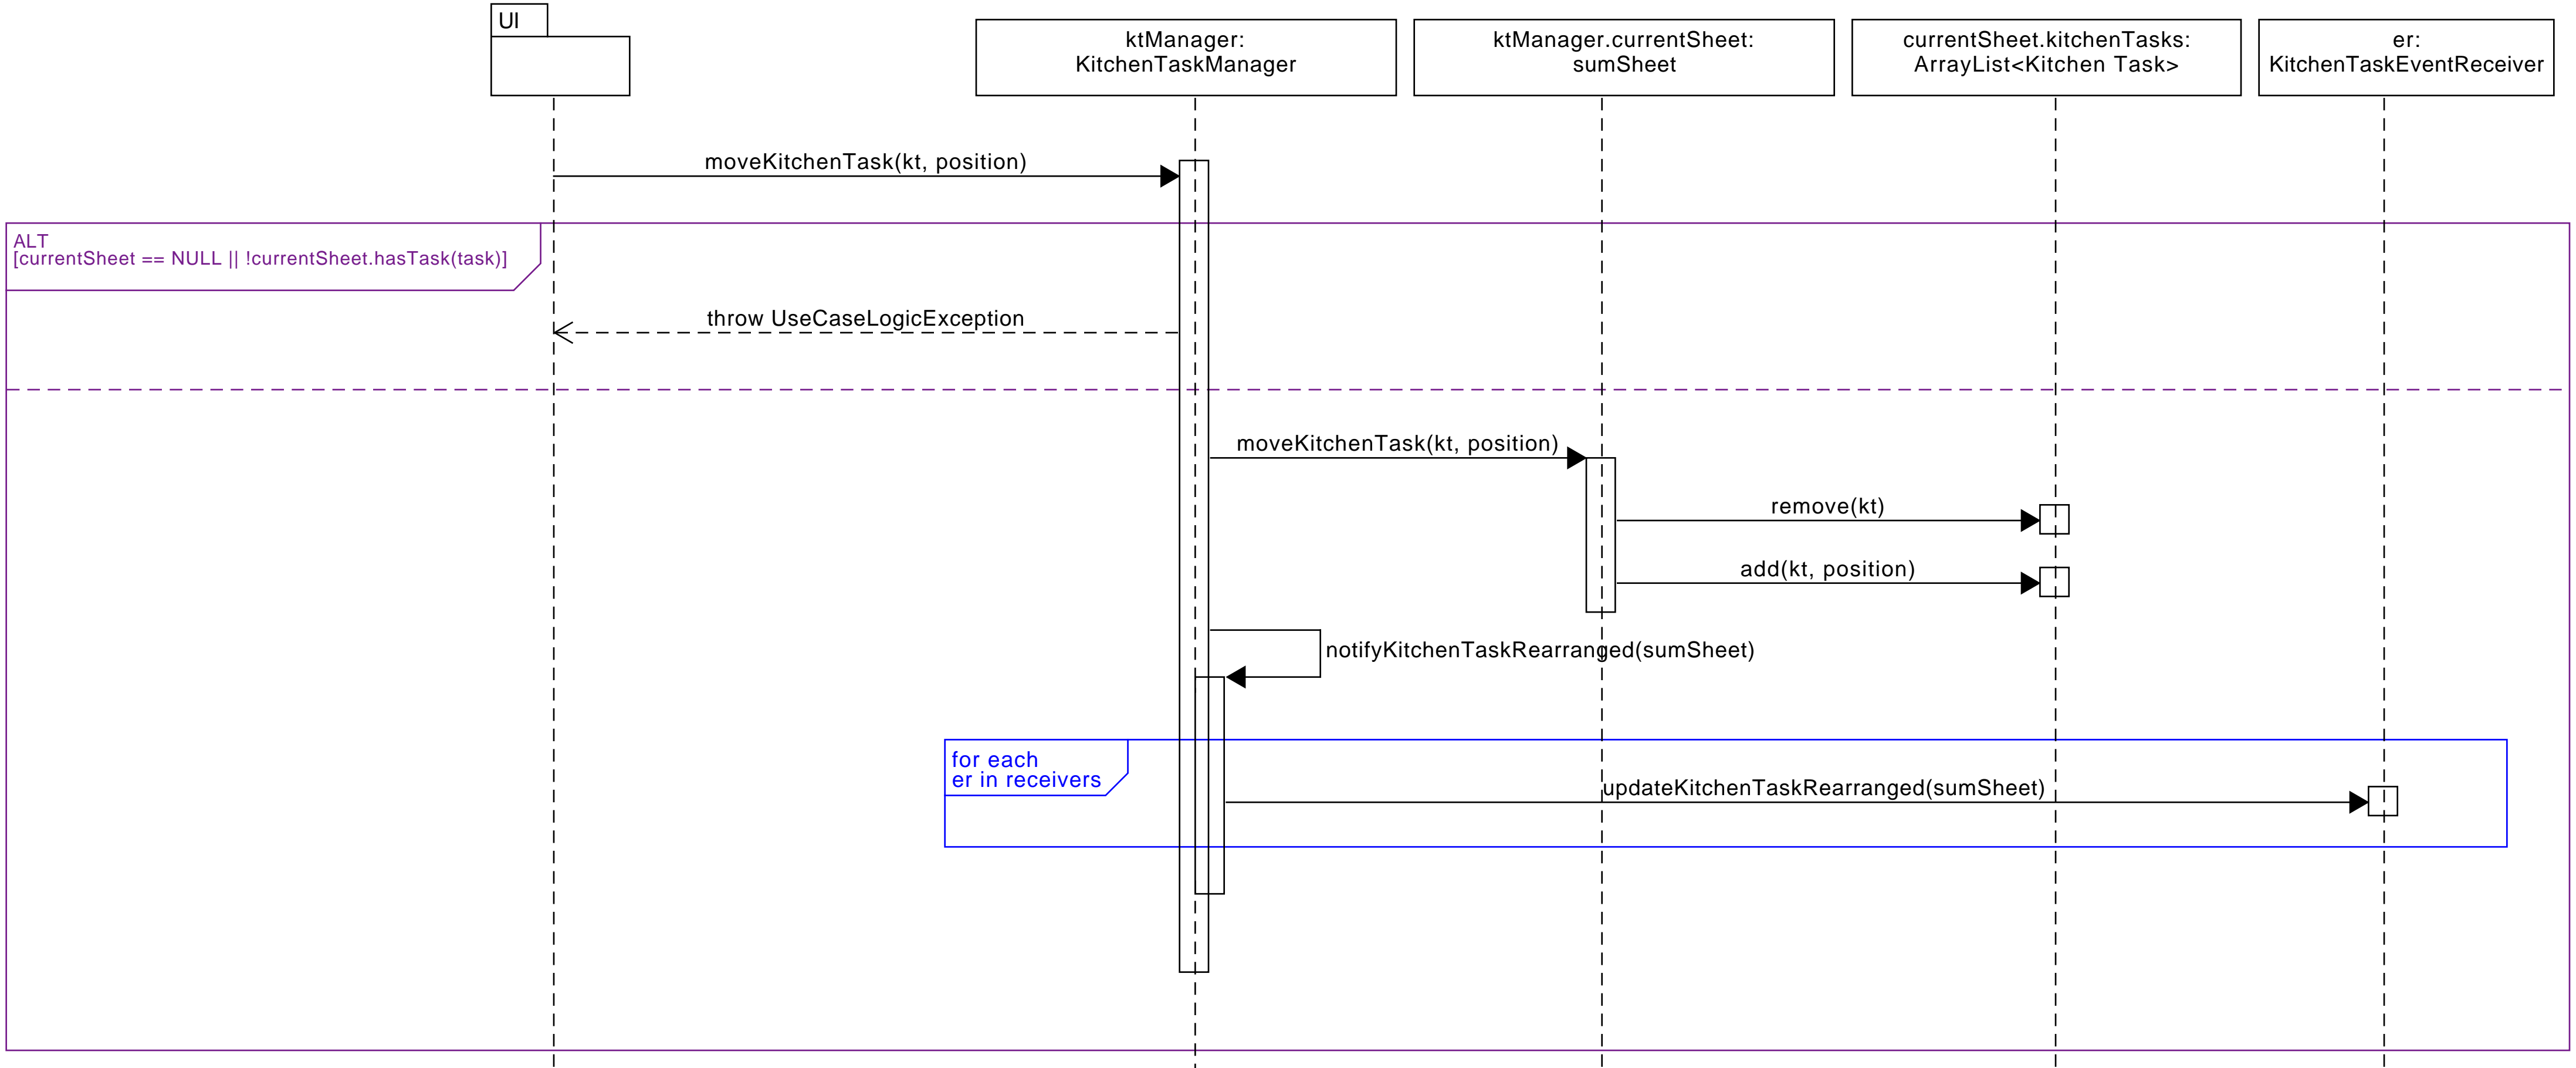 UI
ktManager:
KitchenTaskManager
ktManager.currentSheet:
sumSheet
currentSheet.kitchenTasks:
ArrayList<Kitchen Task>
er:
KitchenTaskEventReceiver
moveKitchenTask(kt, position)
ALT
[currentSheet == NULL || !currentSheet.hasTask(task)]
throw UseCaseLogicException
moveKitchenTask(kt, position)
remove(kt)
add(kt, position)
notifyKitchenTaskRearranged(sumSheet)
for each
er in receivers
updateKitchenTaskRearranged(sumSheet)